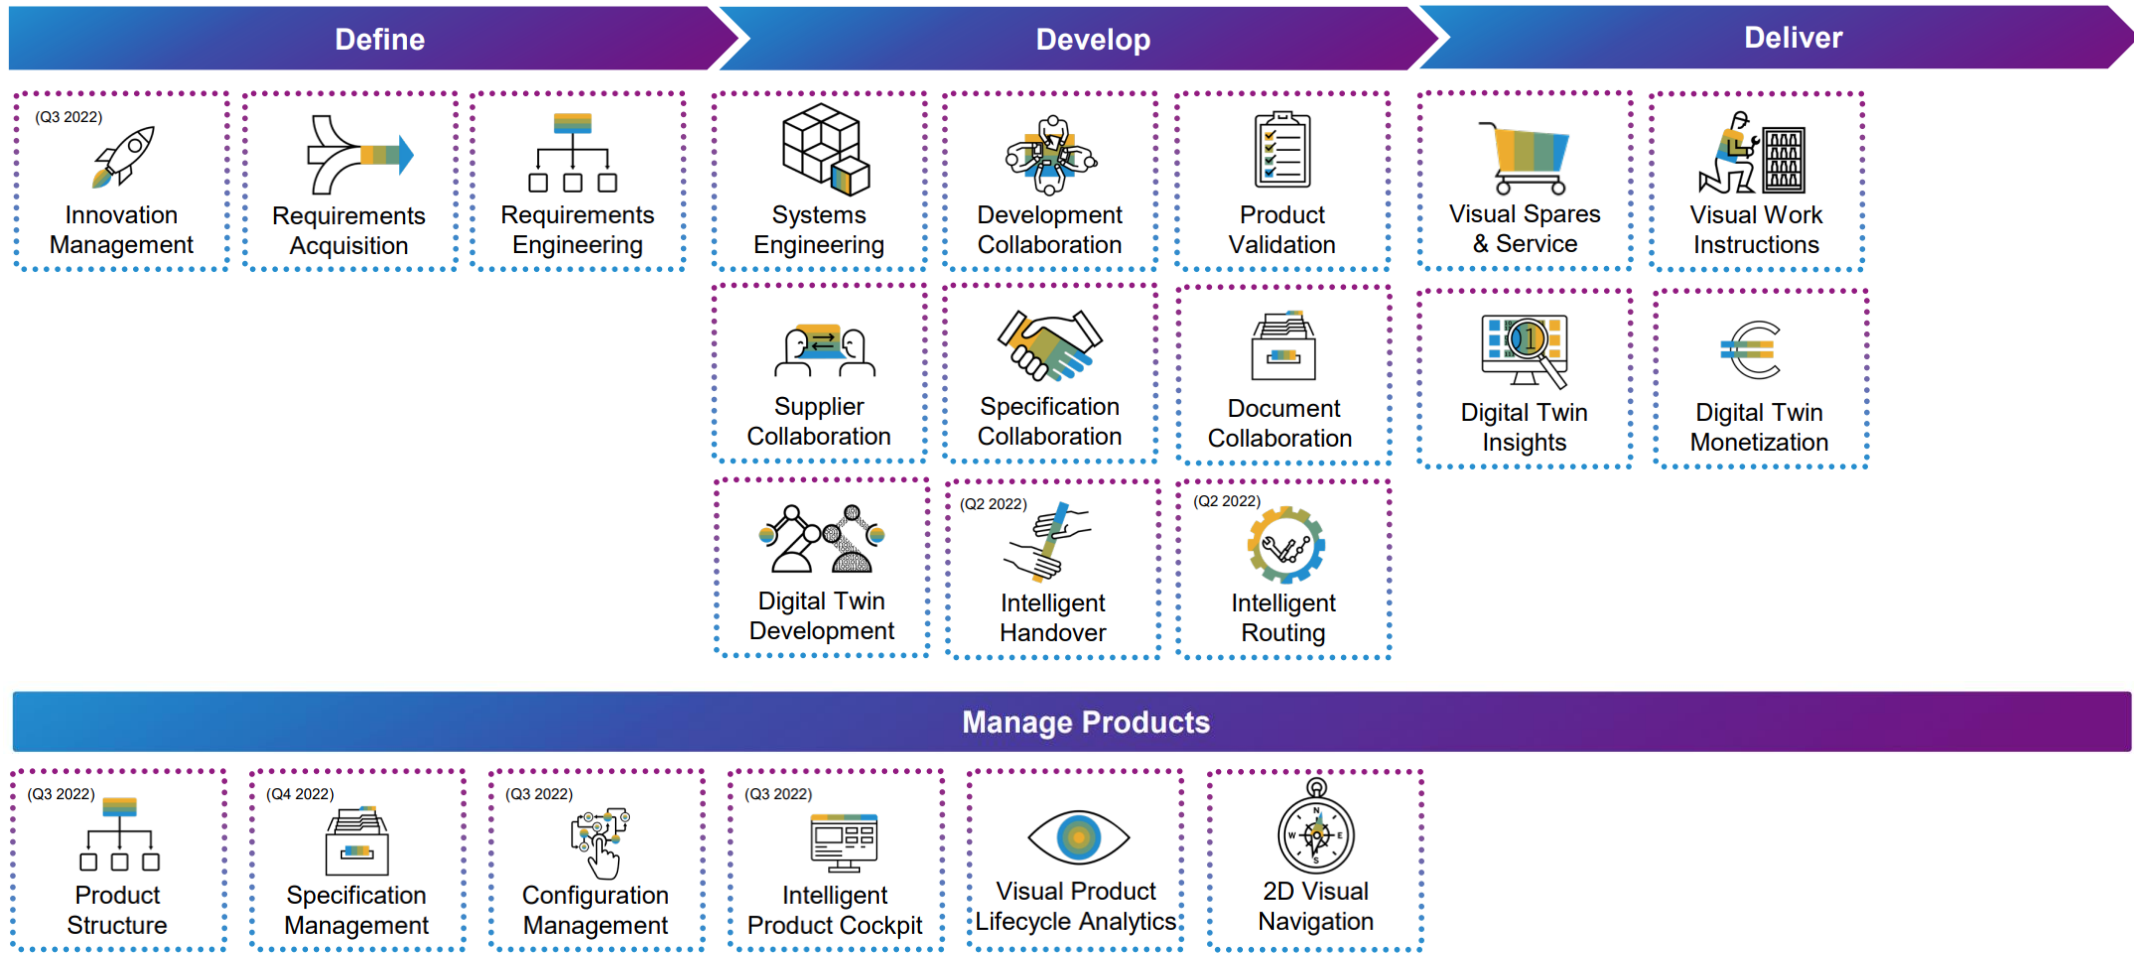 Define
Develop
Deliver
(Q3 2022)
Innovation
Management
Requirements
Acquisition
Requirements
Engineering
Systems
Engineering
Development
Collaboration
Product
Validation
Visual Spares
& Service
Visual Work
Instructions
Supplier
Collaboration
Specification
Collaboration
Document
Collaboration
1
Digital Twin
Insights
Digital Twin
Monetization
Digital Twin
Development
(Q2 2022)
Intelligent
Handover
(Q2 2022)
Intelligent
Routing
Manage Products
(Q3 2022)
Product
Structure
(Q4 2022)
Specification
Management
(Q3 2022)
Configuration
Management
(Q3 2022)
Intelligent
Product Cockpit
Visual Product
Lifecycle Analytics
N
W E
S
2D Visual
Navigation